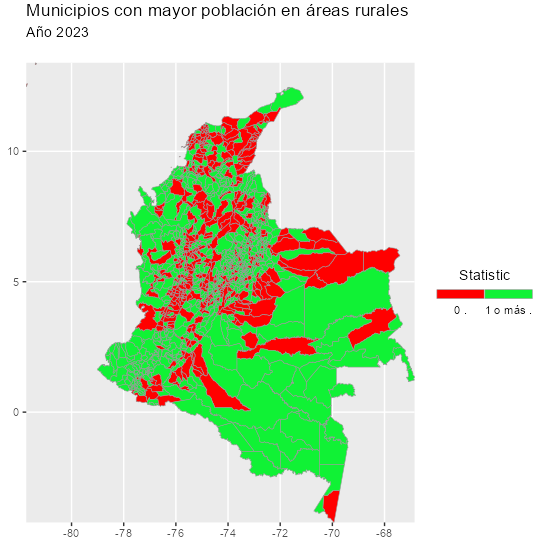 Municipios con mayor población en áreas rurales
Año 2023
10
5
0
-80
-78
-76
-74
-72
-70
-68
Statistic
0 .
1 o más .